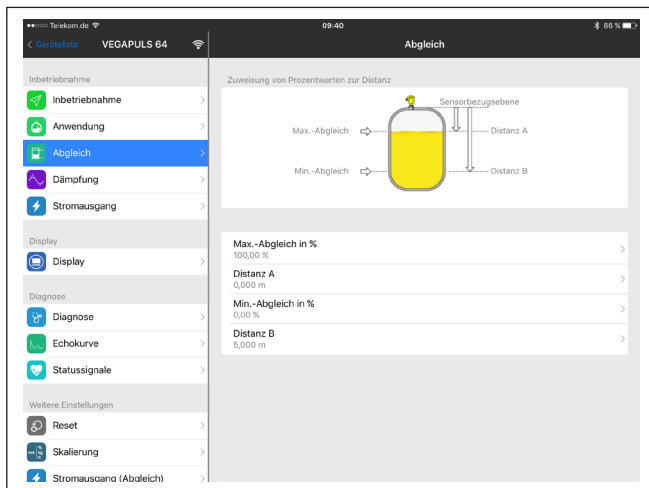 Telekom.de
09:40
86 %
Geräteliste
VEGAPULS 64
Abgleich
Inbetriebnahme
Inbetriebnahme
Anwendung
Abgleich
Dämpfung
Stromausgang
Display
Display
Diagnose
Diagnose
Echokurve
Statussignale
Weitere Einstellungen
Reset
Skalierung
Stromausgang (Abgleich)
Zuweisung von Prozentwerten zur Distanz
Sensorbezugsebene
Max.-Abgleich
Distanz A
Min.-Abgleich
Distanz B
Max.-Abgleich in %
100,00 %
Distanz A
0,000 m
Min.-Abgleich in %
0,00 %
Distanz B
5,000 m